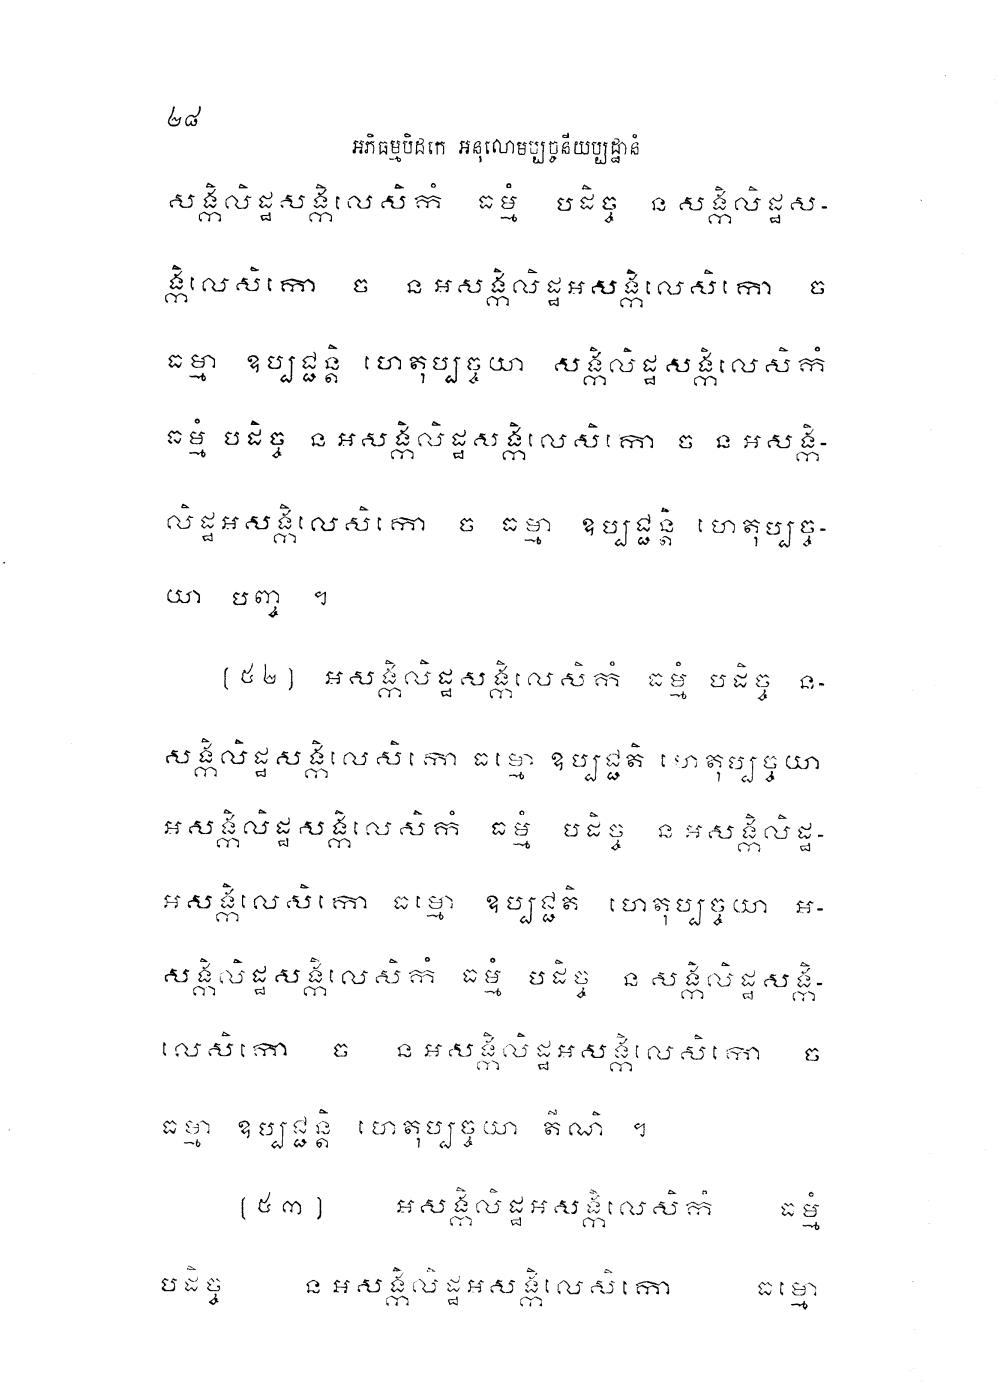 ២៨
អភិធម្មបិដកេ អនុលោមប្បច្ចនីយប្បដ្ឋានំ
សង្កិលិដ្ឋសង្កិលេសិកំ ធម្មំ បដិច្ច ន សង្កិលិដ្ឋស-
ង្កិលេសិកោ ច ន អសង្កិលិដ្ឋអសង្កិលេសិកោ ច
ធម្មា ឧប្បជ្ជន្តិ ហេតុប្បច្ចយា សង្កិលិដ្ឋសង្កិលេសិកំ
ធម្មំ បដិច្ច ន អសង្កិលិដ្ឋសង្កិលេសិកោ ច ន អសង្កិ-
លិដ្ឋអសង្កិលេសិកោ ច ធម្មា ឧប្បជ្ជន្តិ ហេតុប្បច្ច-
យា បញ្ច ។
(៥២) អសង្កិលិដ្ឋសង្កិលេសិកំ ធម្មំ បដិច្ច ន-
សង្កិលិដ្ឋសង្កិលេសិកោ ធម្មោ ឧប្បជ្ជតិ ហេតុប្បច្ចយា
អសង្កិលិដ្ឋសង្កិលេសិកំ ធម្មំ បដិច្ច ន អសង្កិលិដ្ឋ-
អសង្កិលេសិកោ ធម្មោ ឧប្បជ្ជតិ ហេតុប្បច្ចយា អ-
សង្កិលិដ្ឋសង្កិលេសិកំ ធម្មំ បដិច្ច ន សង្កិលិដ្ឋសង្កិ-
លេសិកោ ច ន អសង្កិលិដ្ឋអសង្កិលេសិកោ ច
ធម្មា ឧប្បជ្ជន្តិ ហេតុប្បច្ចយា តីណិ ។
(៥៣) អសង្កិលិដ្ឋអសង្កិលេសិកំ ធម្មំ
បដិច្ច ន អសង្កិលិដ្ឋអសង្កិលេសិកោ ធម្មោ